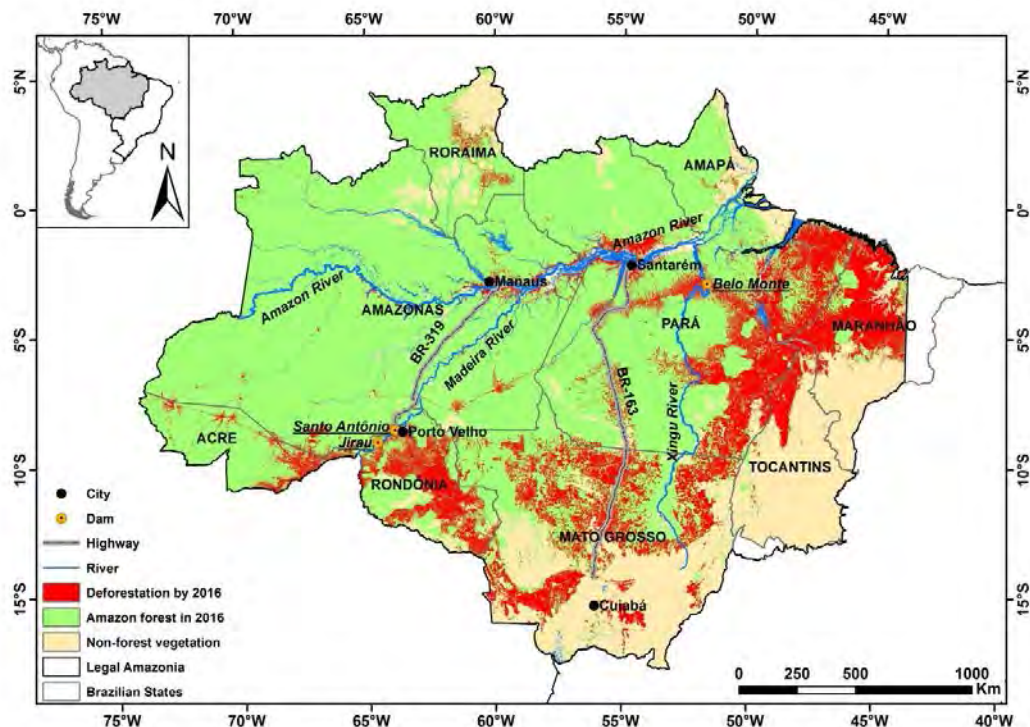 75°W 70°W 65°W 60°W 55°W 50°W 45°W
5°N 5°N
N
RORAIMA
AMAPÁ
0° 0°
Amazon River
Santarém
Manaus
Belo Monte
Amazon River
AMAZONAS
PARÁ
MARANHÃO
BR-319
Madeira River
5°S 5°S
BR-163
Xingu River
Santo Antônio
Porto Velho
ACRE
Jirau
TOCANTINS
RONDÔNIA
10°S 10°S
City
Dam
MATO GROSSO
Highway
River
Deforestation by 2016
15°S 15°S
Cuiabá
Amazon forest in 2016
Non-forest vegetation
Legal Amazonia
0 250 500 1000
Km
Brazilian States
75°W 70°W 65°W 60°W 55°W 50°W 45°W 40°W